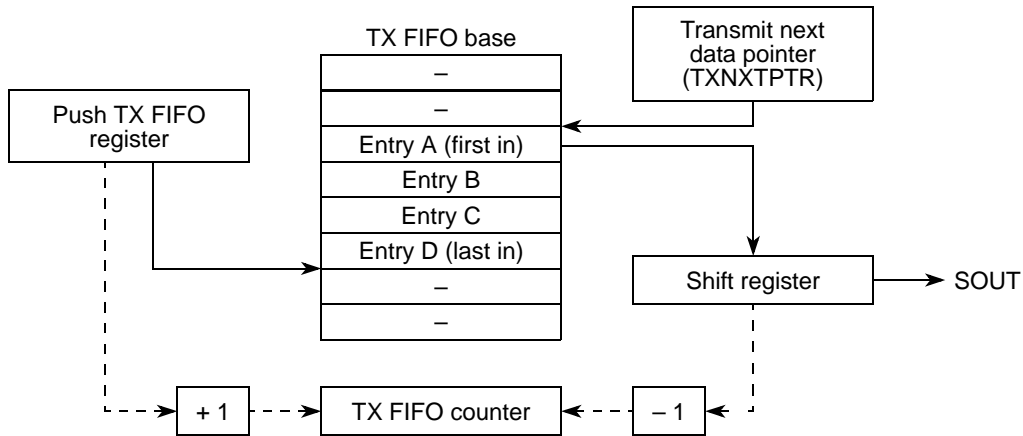 TX FIFO base
–
–
Entry A (first in)
Entry B
Entry C
Entry D (last in)
–
–
Transmit next
data pointer
(TXNXTPTR)
Push TX FIFO
register
Shift register
SOUT
+ 1
TX FIFO counter
– 1